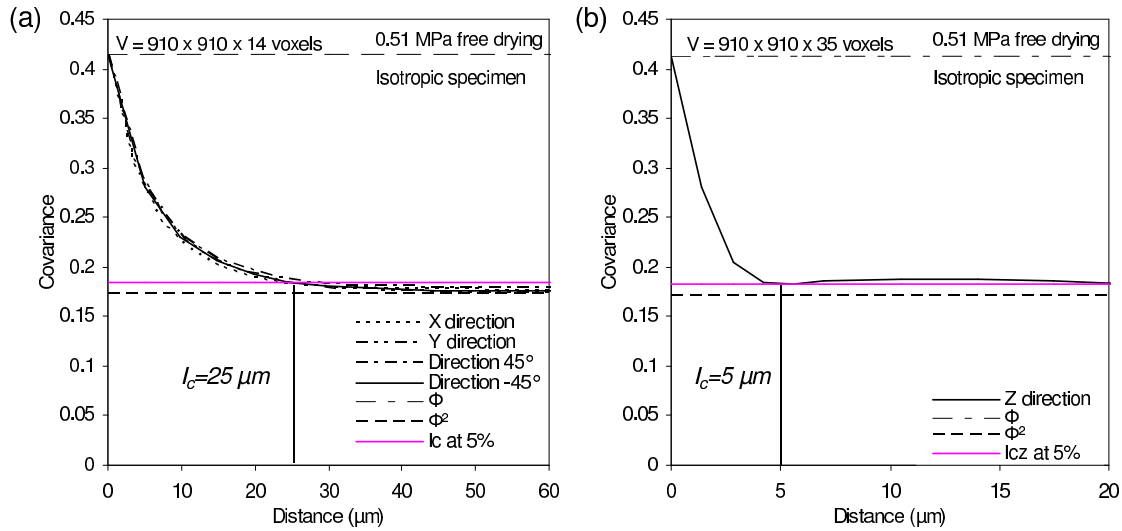 (a)
0.45
0.4
0.35
0.3
0.25
0.2
0.15
0.1
0.05
0
Covariance
V = 910 x 910 x 14 voxels
0.51 MPa free drying
Isotropic specimen
X direction
Y direction
Direction 45°
Direction -45°
Φ
Φ²
Ic at 5%
I_c=25 µm
0 10 20 30 40 50 60
Distance (µm)
(b)
0.45
0.4
0.35
0.3
0.25
0.2
0.15
0.1
0.05
0
Covariance
V = 910 x 910 x 35 voxels
0.51 MPa free drying
Isotropic specimen
I_c=5 µm
Z direction
Φ
Φ²
Icz at 5%
0 5 10 15 20
Distance (µm)